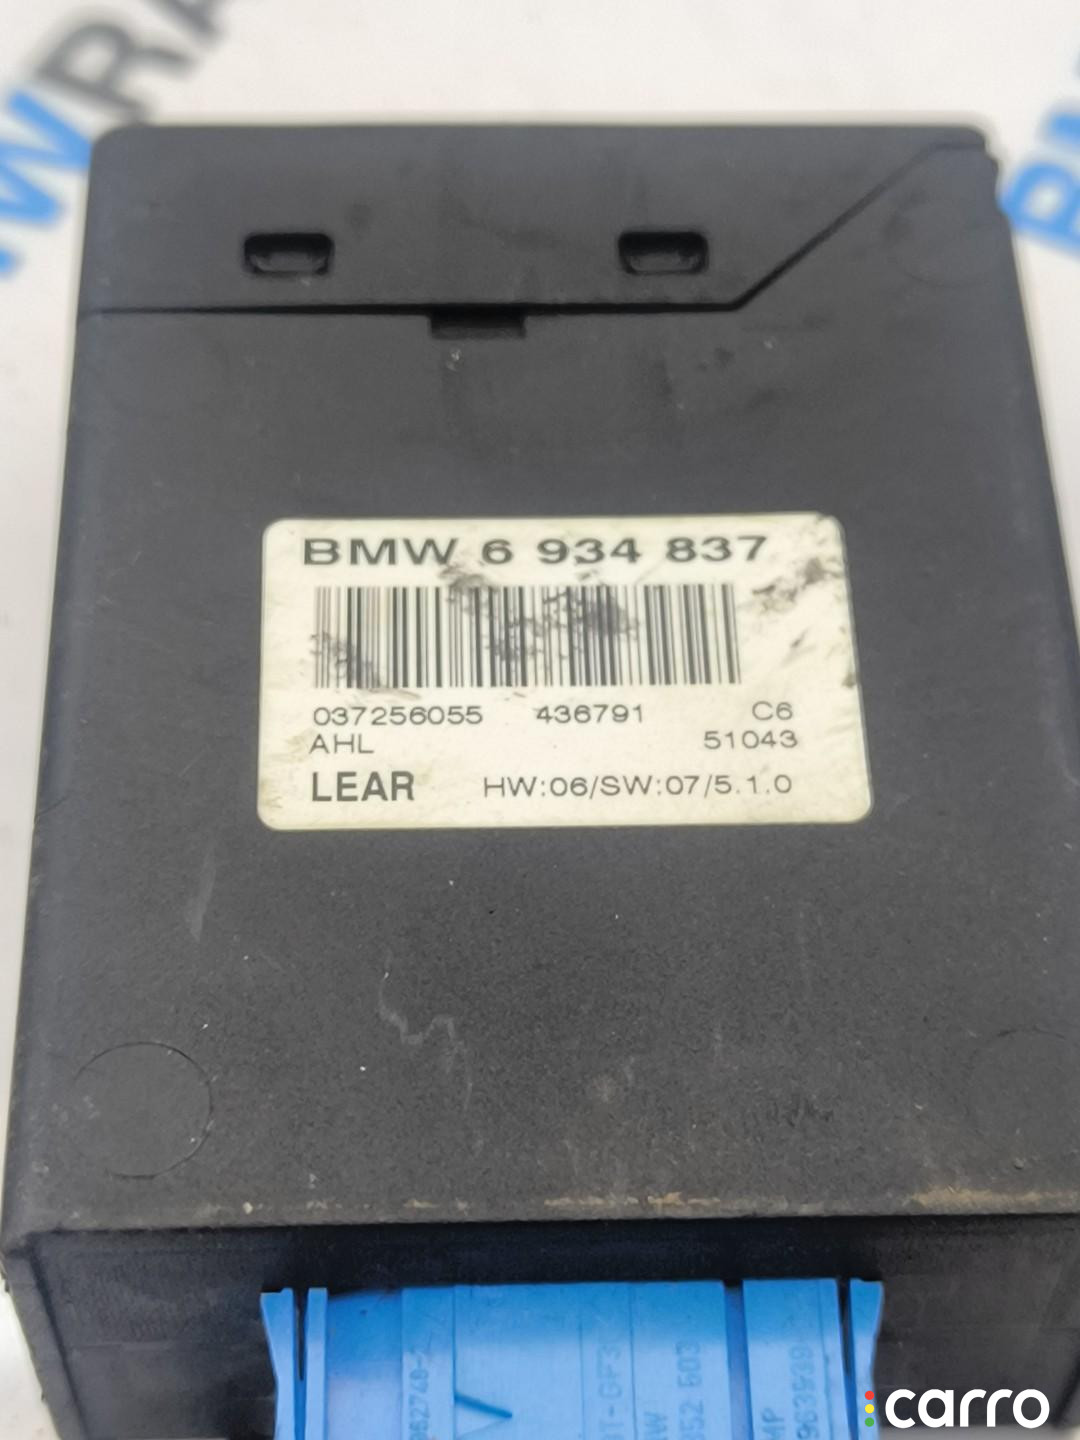 BMW 6 934 837
037256055 436791 C6
AHL 51043
LEAR HW:06/SW:07/5.1.0
carro